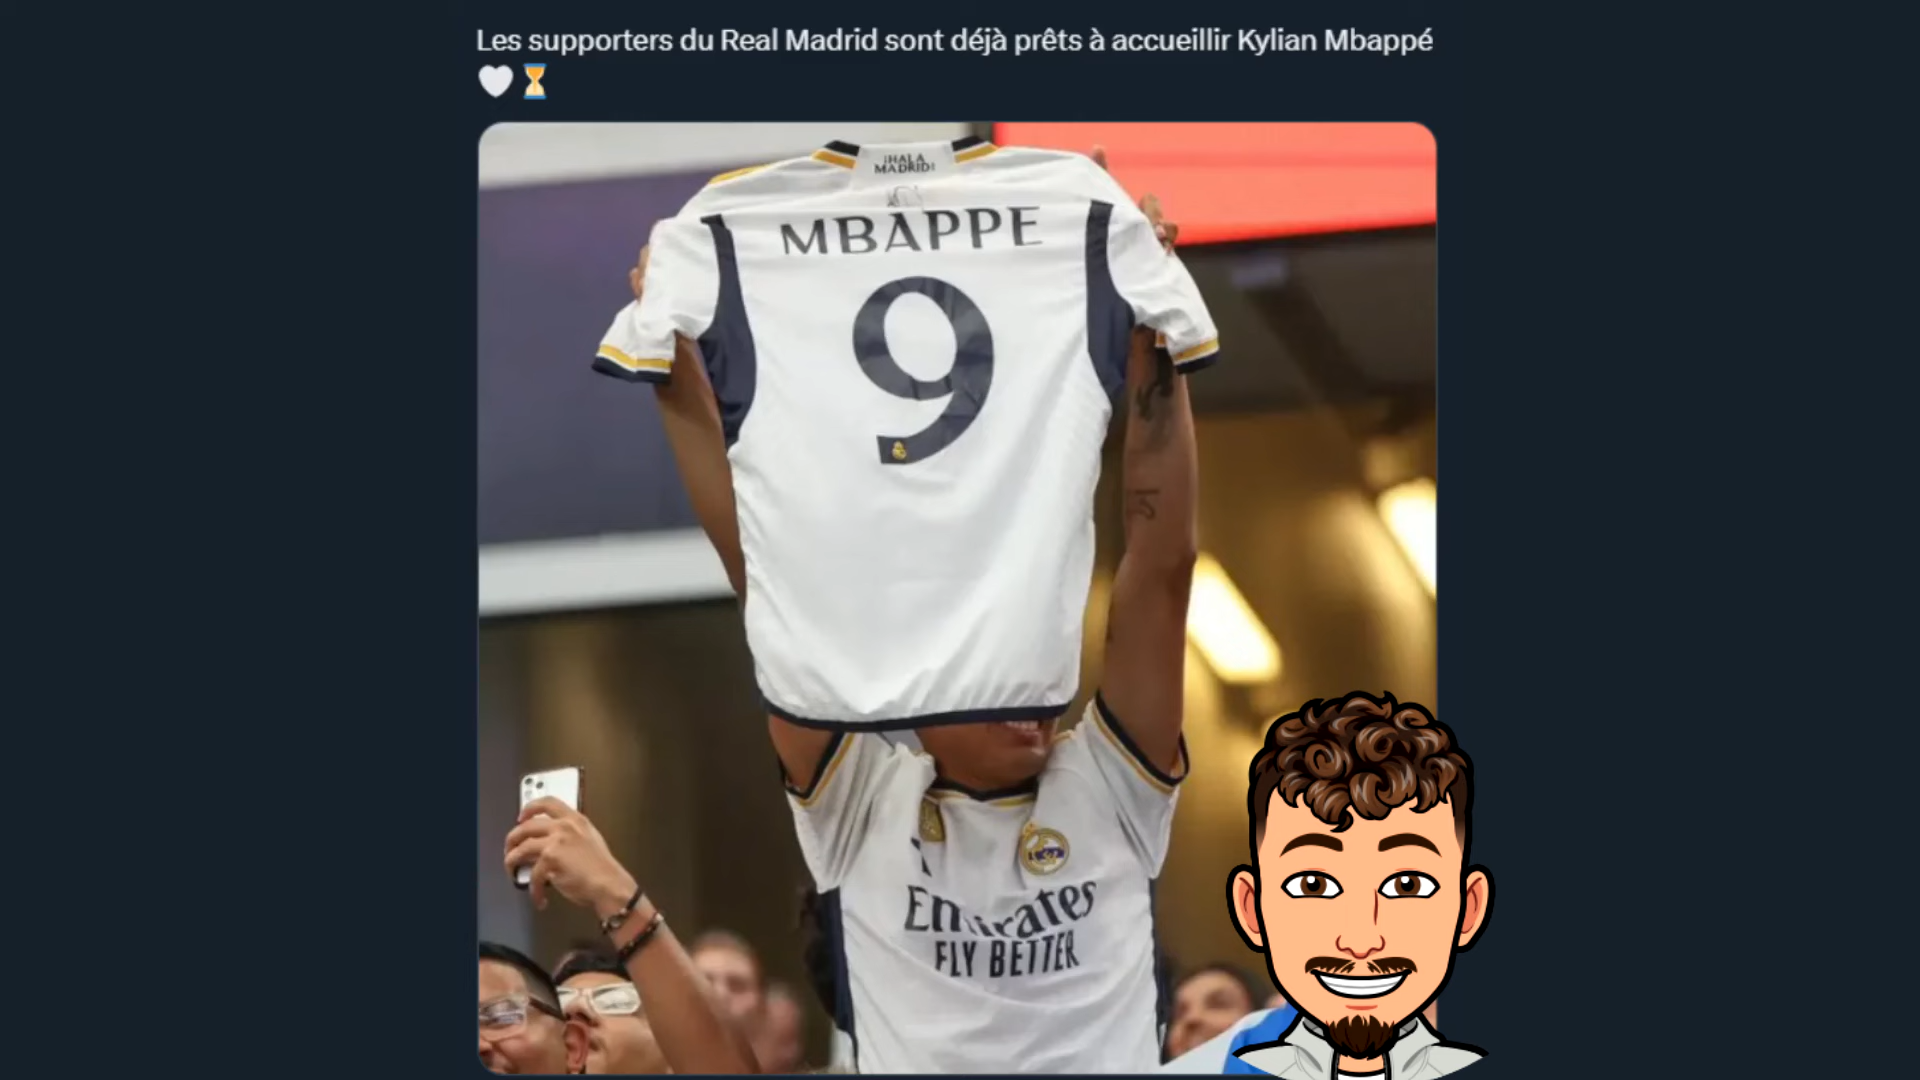 Les supporters du Real Madrid sont déjà prêts à accueillir Kylian Mbappé
🤍⏳
¡HALA
MADRID!
MBAPPE
9
Emirates
FLY BETTER